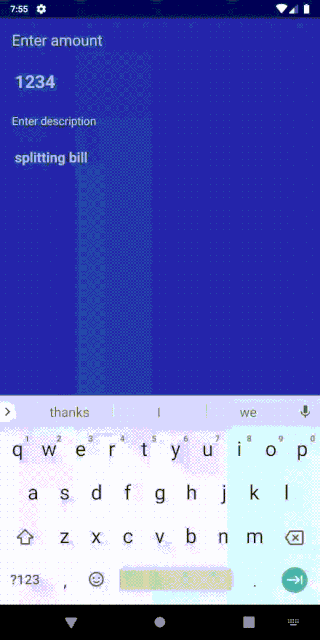 7:55
Enter amount
1234
Enter description
splitting bill
thanks I we
1 2 3 4 5 6 7 8 9 0
q w e r t y u i o p
a s d f g h j k l
z x c v b n m
?123 , .